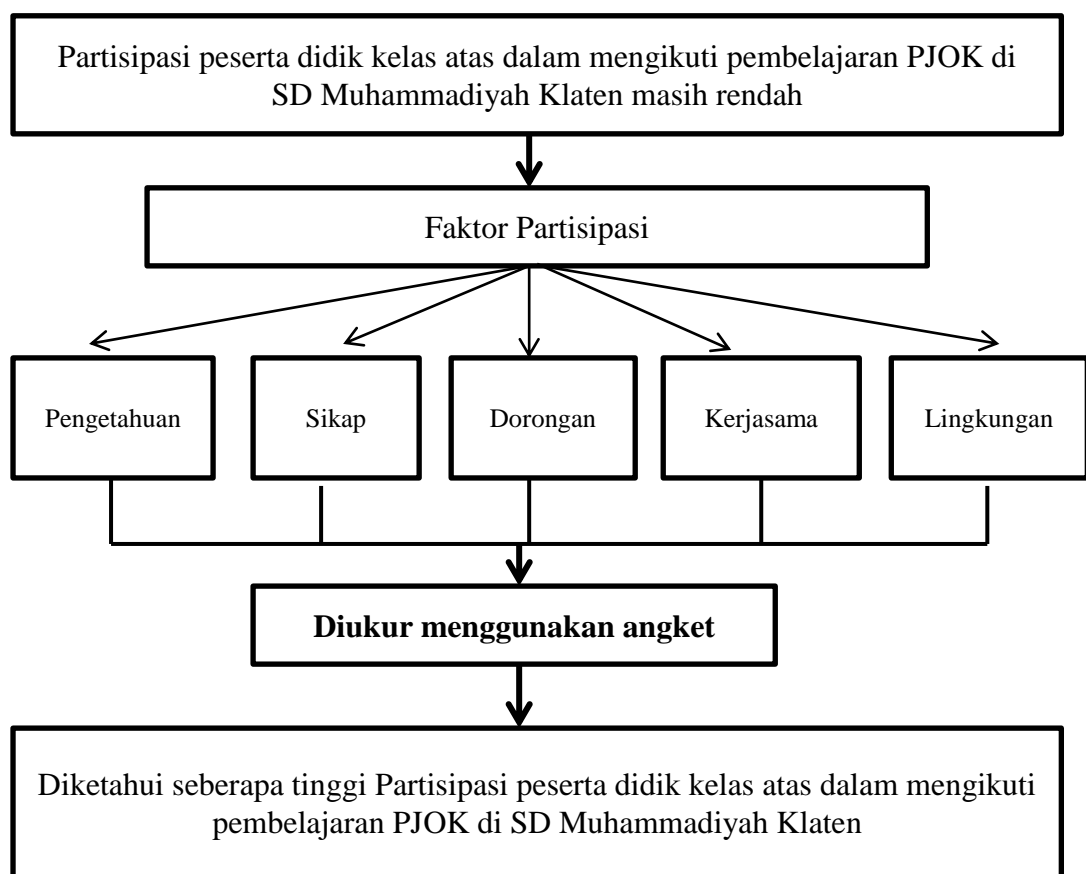 Partisipasi peserta didik kelas atas dalam mengikuti pembelajaran PJOK di
SD Muhammadiyah Klaten masih rendah
Faktor Partisipasi
Pengetahuan
Sikap
Dorongan
Kerjasama
Lingkungan
Diukur menggunakan angket
Diketahui seberapa tinggi Partisipasi peserta didik kelas atas dalam mengikuti
pembelajaran PJOK di SD Muhammadiyah Klaten